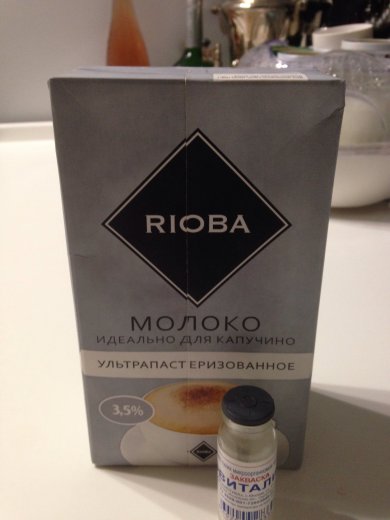 RIOBA
МОЛОКО
ИДЕАЛЬНО ДЛЯ КАПУЧИНО
УЛЬТРАПАСТЕРИЗОВАННОЕ
3,5%
ЗАКВАСКА